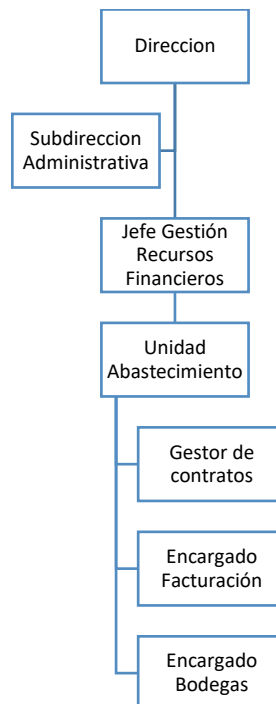 Direccion
Subdireccion
Administrativa
Jefe Gestión
Recursos
Financieros
Unidad
Abastecimiento
Gestor de
contratos
Encargado
Facturación
Encargado
Bodegas